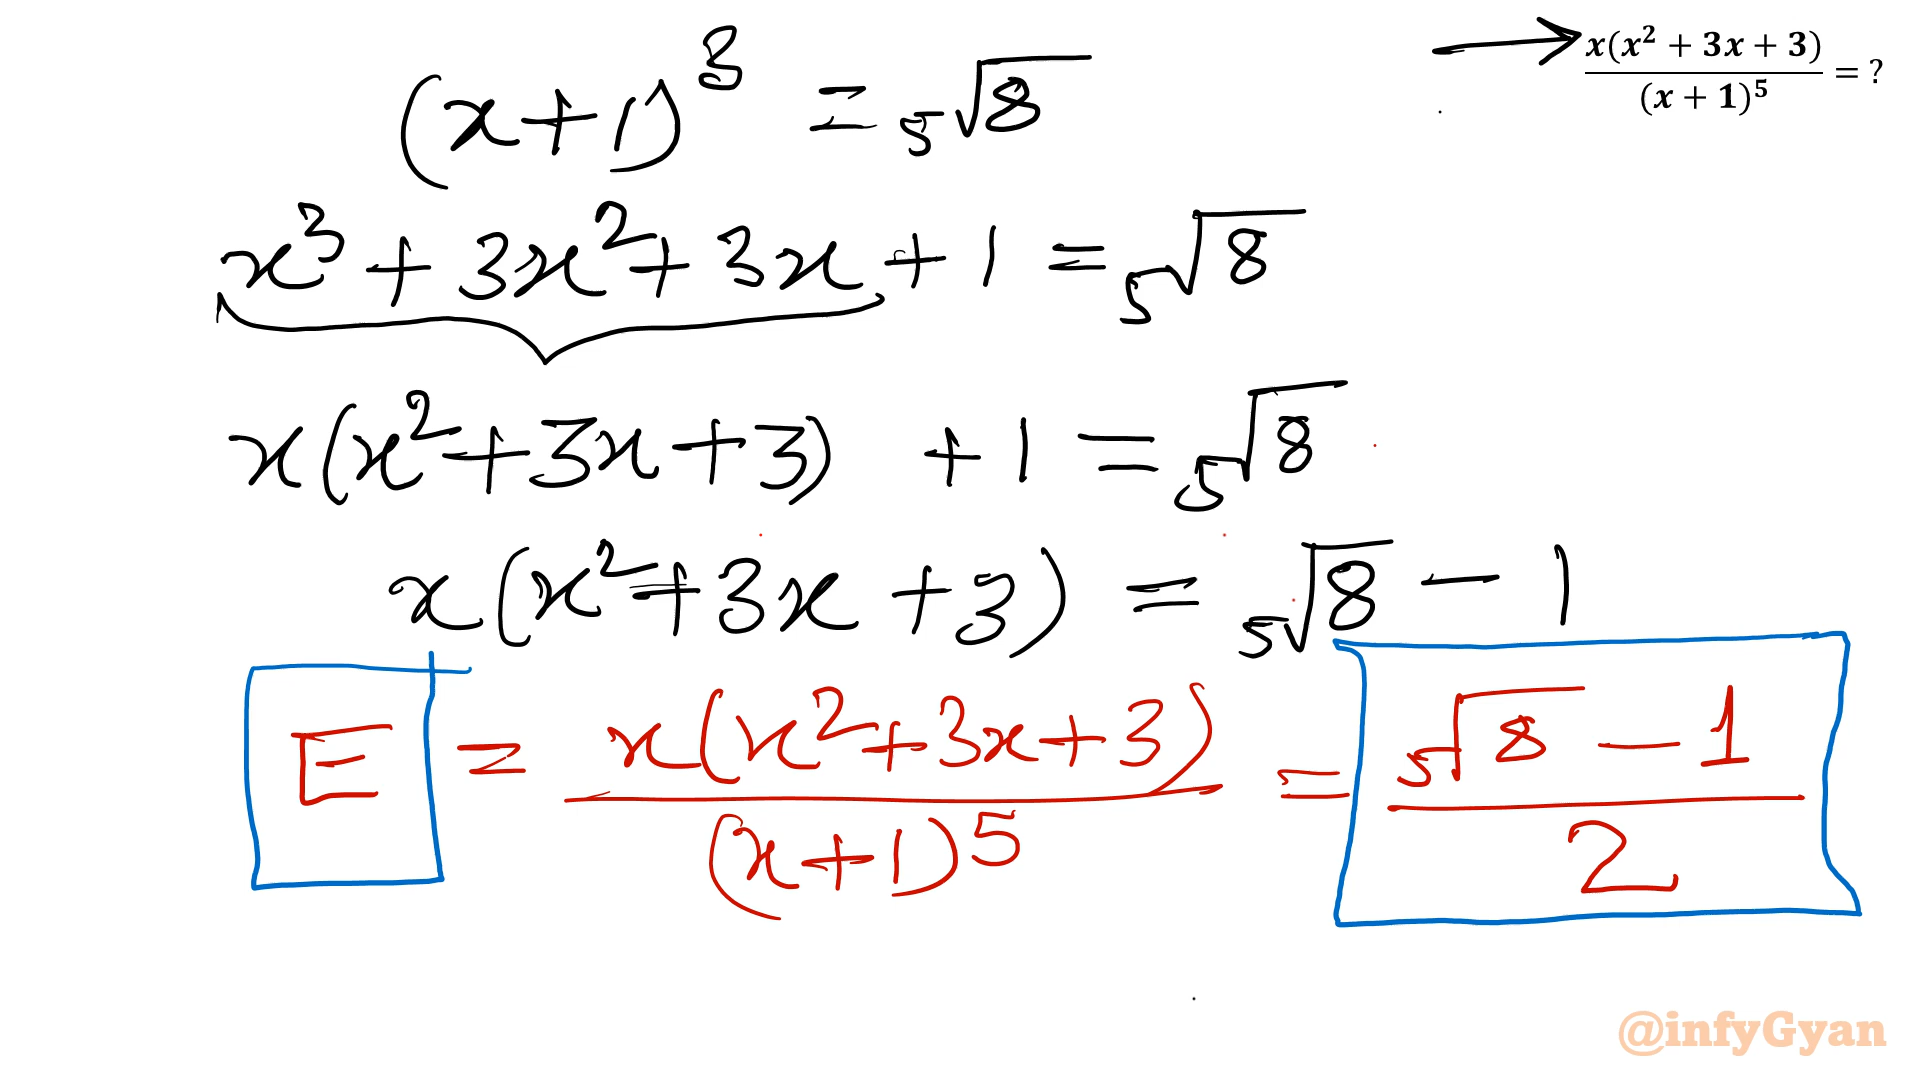 x(x² + 3x + 3)/(x + 1)⁵ = ?
(x+1)³ = ⁵√8
x³ + 3x² + 3x + 1 = ⁵√8
x(x² + 3x + 3) + 1 = ⁵√8
x(x² + 3x + 3) = ⁵√8 − 1
E = x(x² + 3x + 3)/(x+1)⁵ = (⁵√8 − 1)/2
@infyGyan